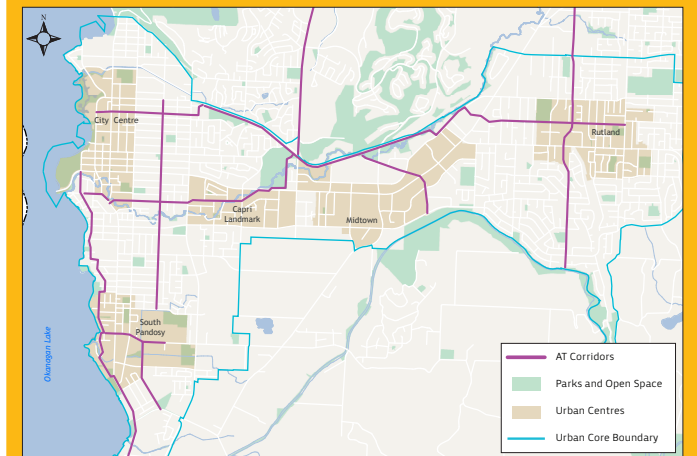 N
City Centre
Rutland
Capri
Landmark
Midtown
South
Pandosy
Okanagan Lake
AT Corridors
Parks and Open Space
Urban Centres
Urban Core Boundary